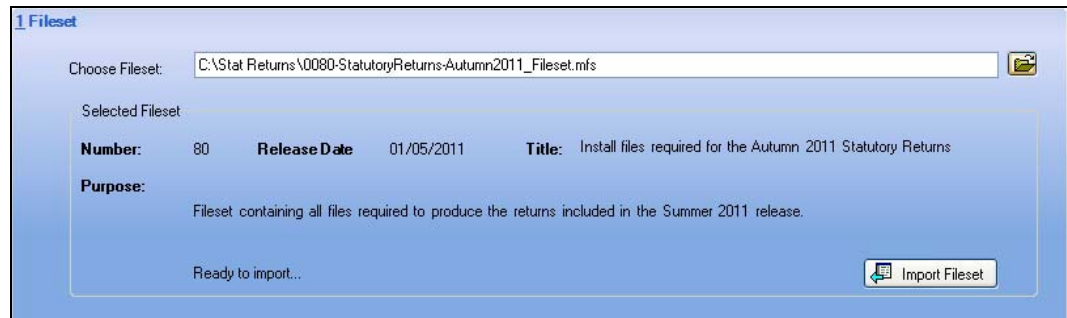 1 Fileset
Choose Fileset: C:\Stat Returns\0080-StatutoryReturns-Autumn2011_Fileset.mfs
Selected Fileset
Number: 80 Release Date 01/05/2011 Title: Install files required for the Autumn 2011 Statutory Returns
Purpose:
Fileset containing all files required to produce the returns included in the Summer 2011 release.
Ready to import... Import Fileset